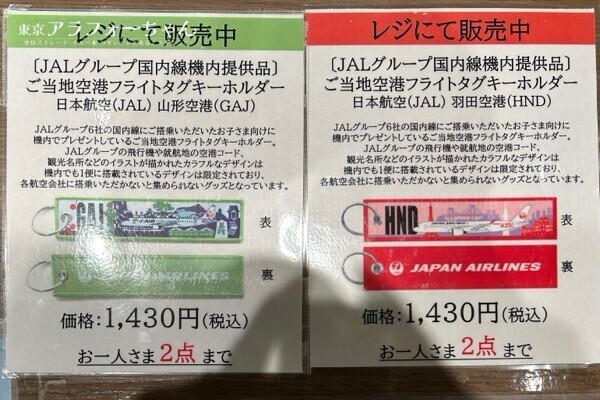 東京アラフォーちゃん
レジにて販売中
〔JALグループ国内線機内提供品〕
ご当地空港フライトタグキーホルダー
日本航空(JAL) 山形空港(GAJ)
JALグループ6社の国内線にご搭乗いただいたお子さま向けに
機内でプレゼントしているご当地空港フライトタグキーホルダー。
JALグループの飛行機や就航地の空港コード、
観光名所などのイラストが描かれたカラフルなデザインは
機内でも1便に搭載されているデザインは限定されており、
各航空会社に搭乗いただかないと集められないグッズとなっています。
GAJ
表
JAPAN AIRLINES
裏
価格:1,430円(税込)
お一人さま 2点 まで
レジにて販売中
〔JALグループ国内線機内提供品〕
ご当地空港フライトタグキーホルダー
日本航空(JAL) 羽田空港(HND)
JALグループ6社の国内線にご搭乗いただいたお子さま向けに
機内でプレゼントしているご当地空港フライトタグキーホルダー。
JALグループの飛行機や就航地の空港コード、
観光名所などのイラストが描かれたカラフルなデザインは
機内でも1便に搭載されているデザインは限定されており、
各航空会社に搭乗いただかないと集められないグッズとなっています。
HND
表
JAPAN AIRLINES
裏
価格:1,430円(税込)
お一人さま 2点 まで